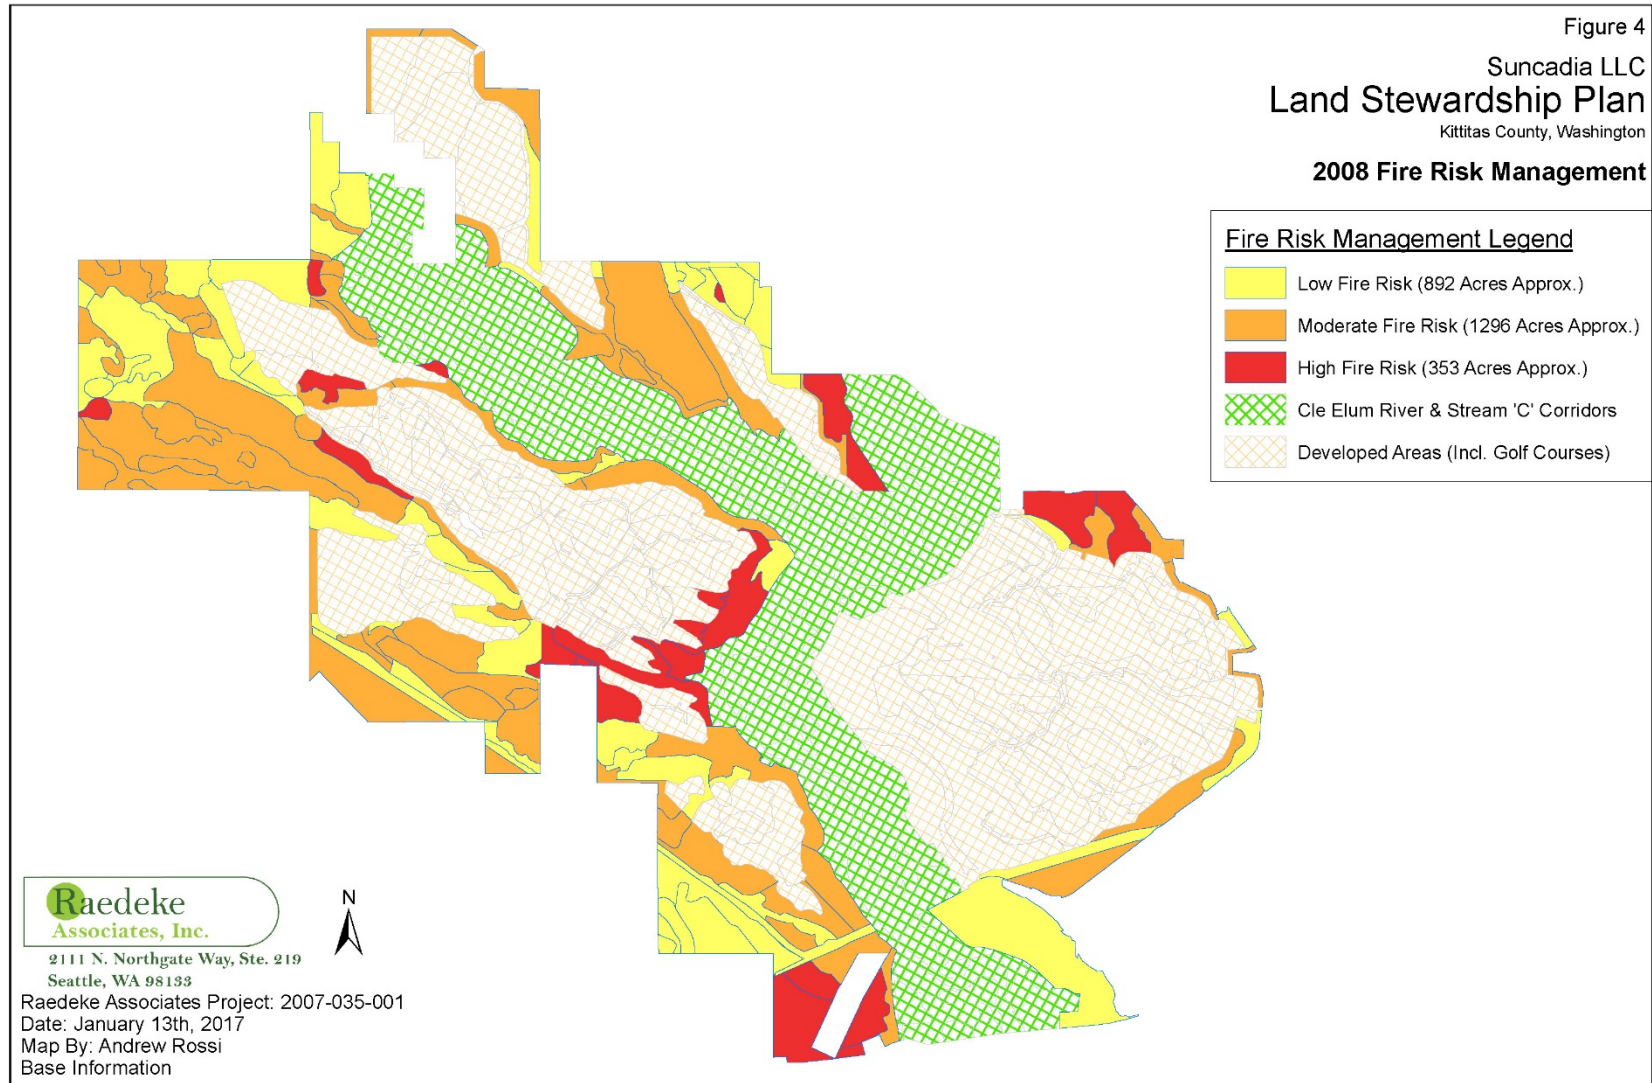 Figure 4
Suncadia LLC
Land Stewardship Plan
Kittitas County, Washington
2008 Fire Risk Management
Fire Risk Management Legend
Low Fire Risk (892 Acres Approx.)
Moderate Fire Risk (1296 Acres Approx.)
High Fire Risk (353 Acres Approx.)
Cle Elum River & Stream 'C' Corridors
Developed Areas (Incl. Golf Courses)
Raedeke
Associates, Inc.
2111 N. Northgate Way, Ste. 219
Seattle, WA 98133
N
Raedeke Associates Project: 2007-035-001
Date: January 13th, 2017
Map By: Andrew Rossi
Base Information